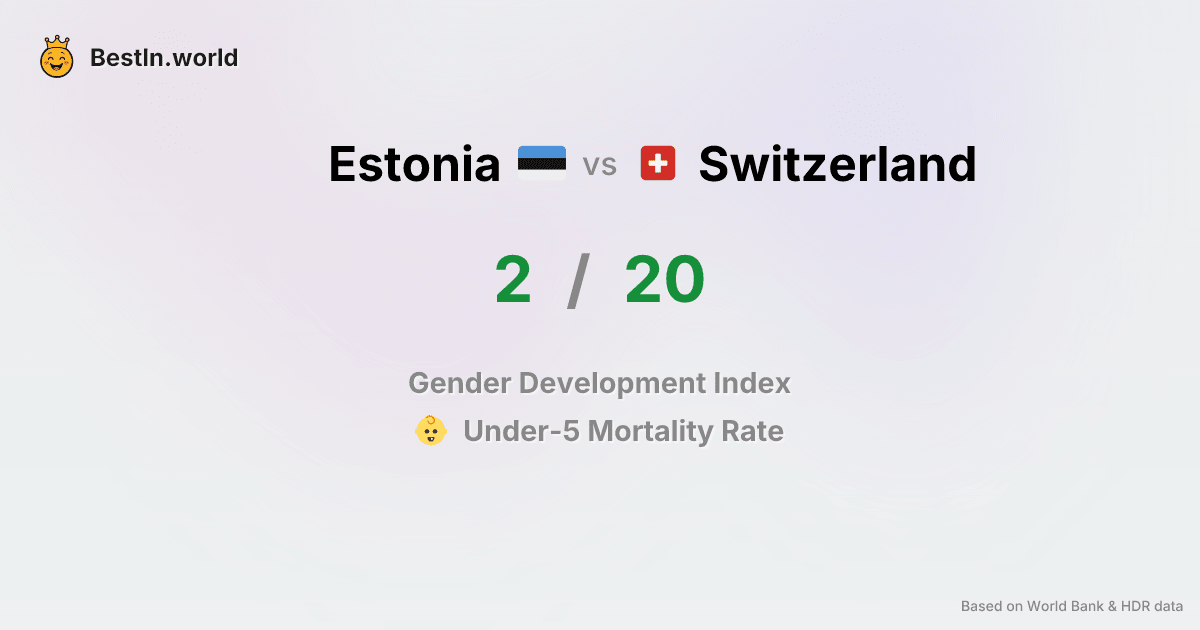 BestIn.world
Estonia vs Switzerland
2 / 20
Gender Development Index
Under-5 Mortality Rate
Based on World Bank & HDR data